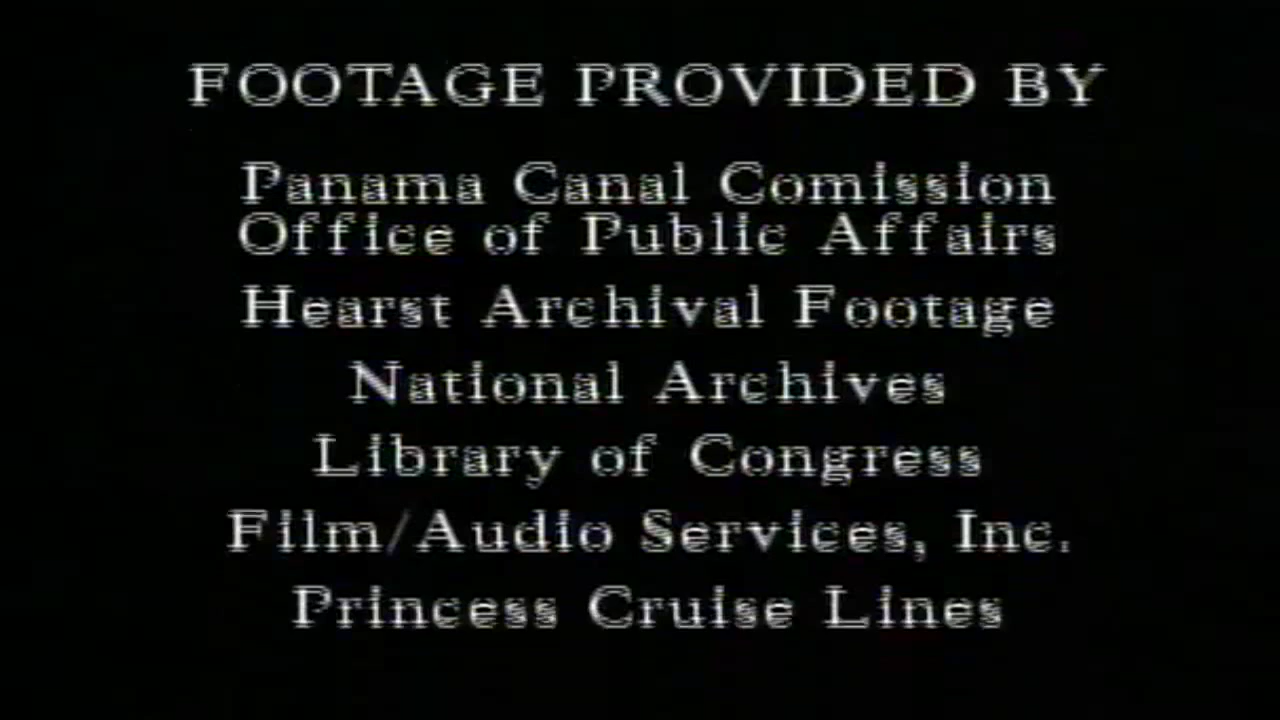 FOOTAGE PROVIDED BY
Panama Canal Comission
Office of Public Affairs
Hearst Archival Footage
National Archives
Library of Congress
Film/Audio Services, Inc.
Princess Cruise Lines